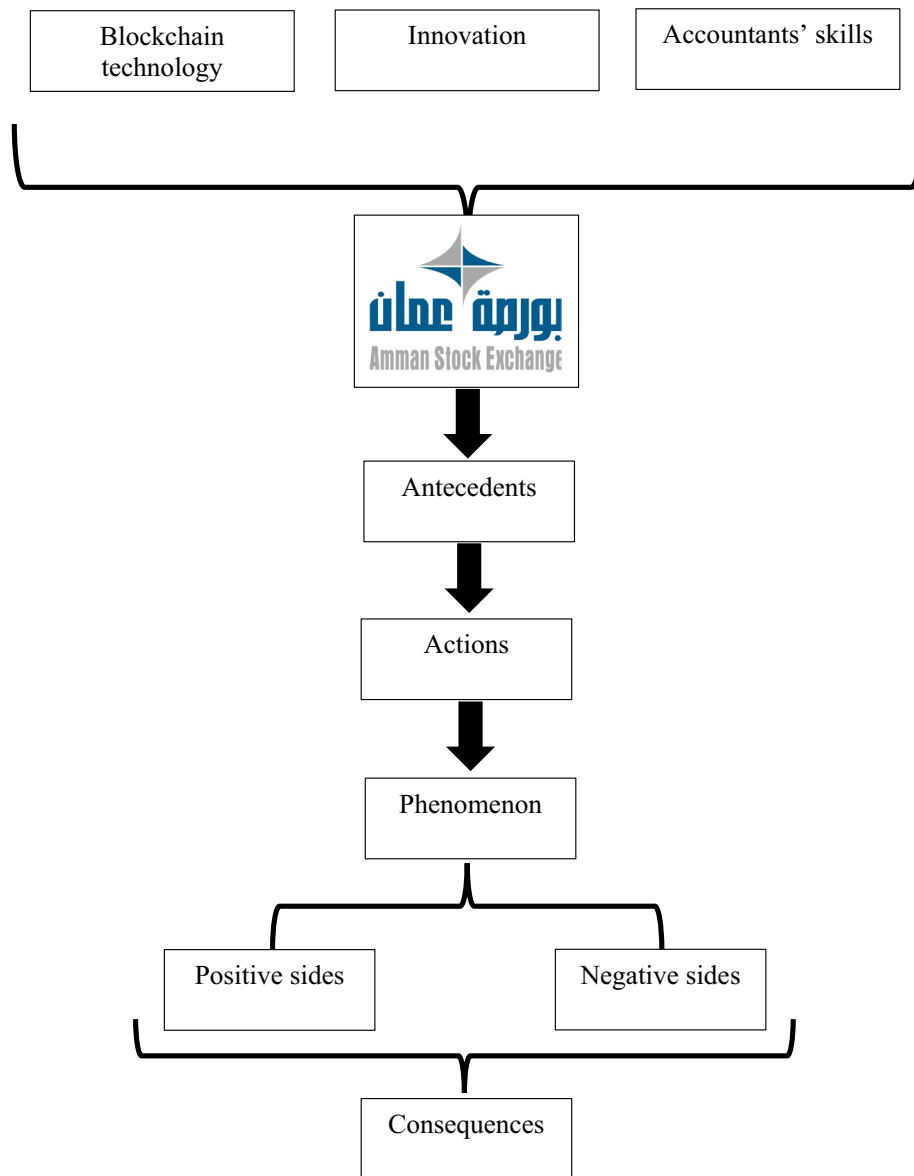 Blockchain
technology
Innovation
Accountants’ skills
بورصة عمان
Amman Stock Exchange
Antecedents
Actions
Phenomenon
Positive sides
Negative sides
Consequences